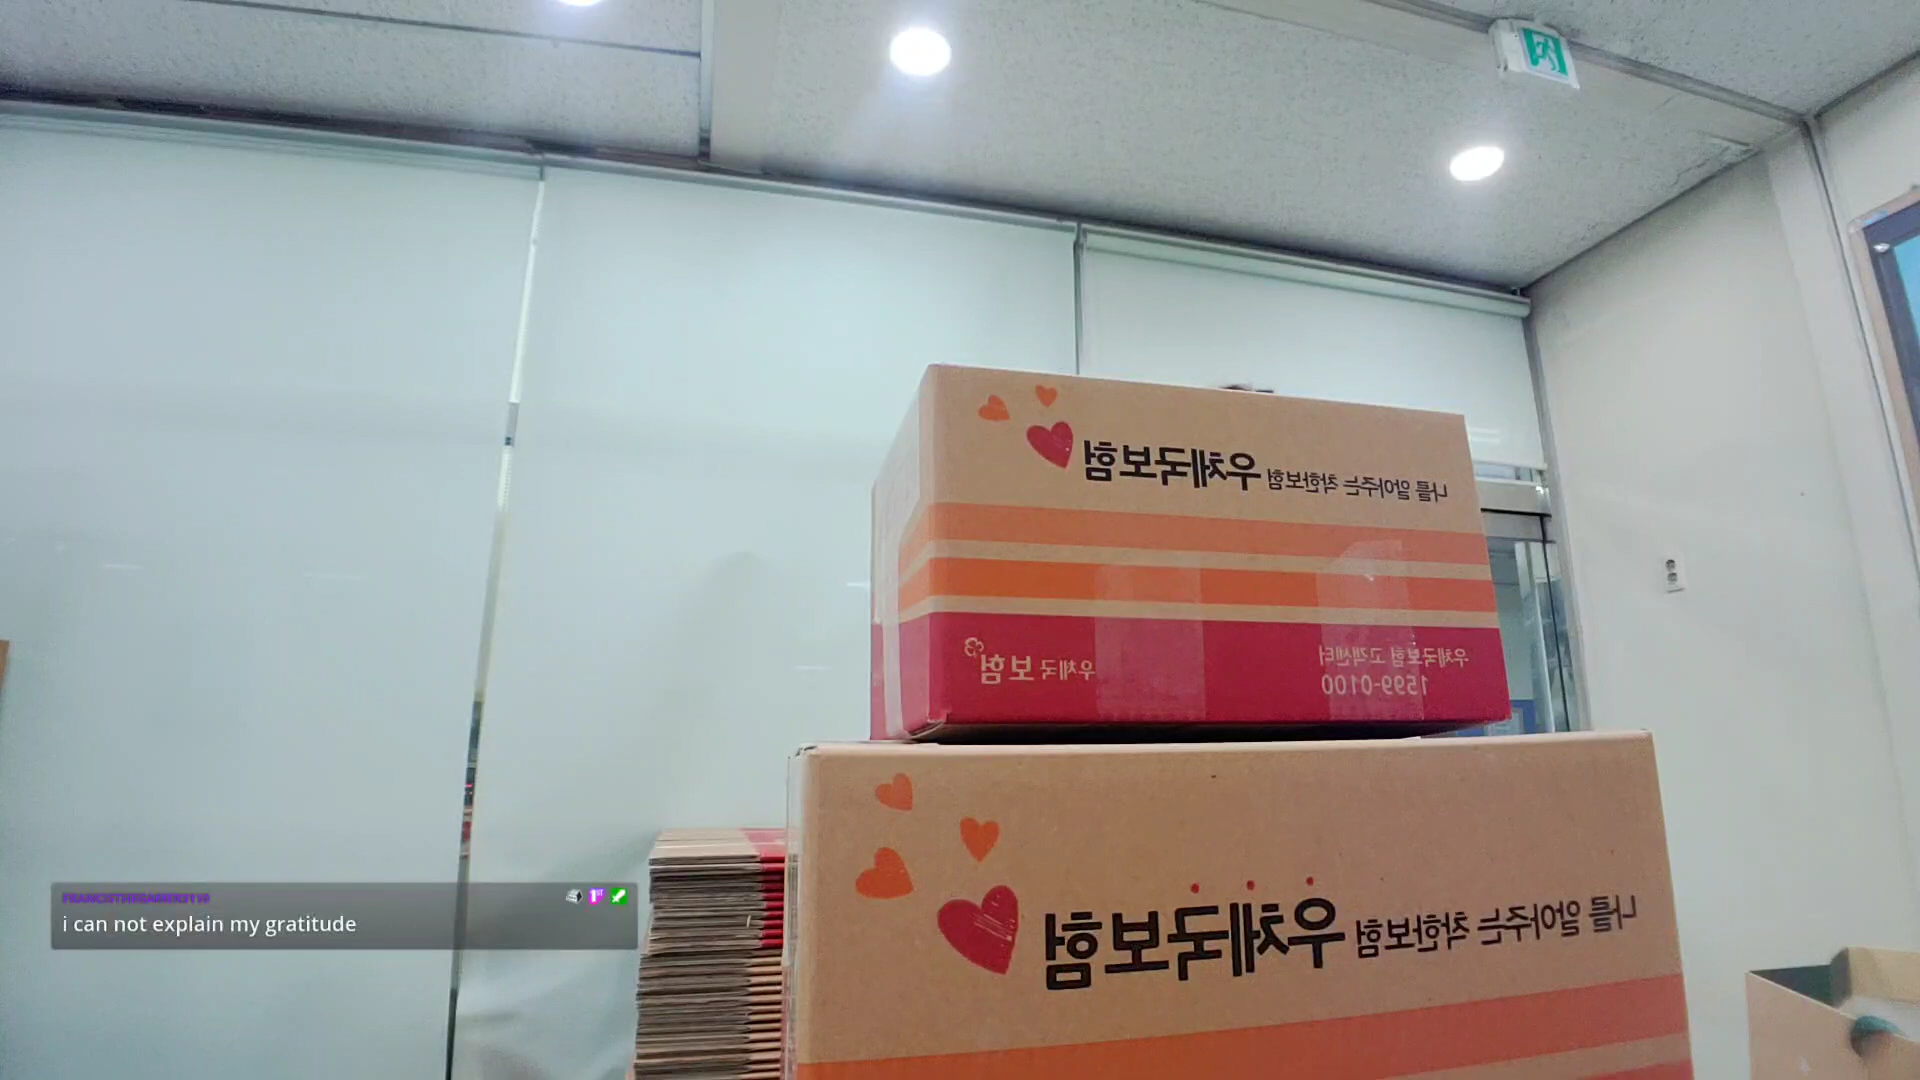 나를 알아주는 착한보험 우체국보험
우체국 보험
우체국보험 고객센터
1599-0100
나를 알아주는 착한보험 우체국보험
i can not explain my gratitude